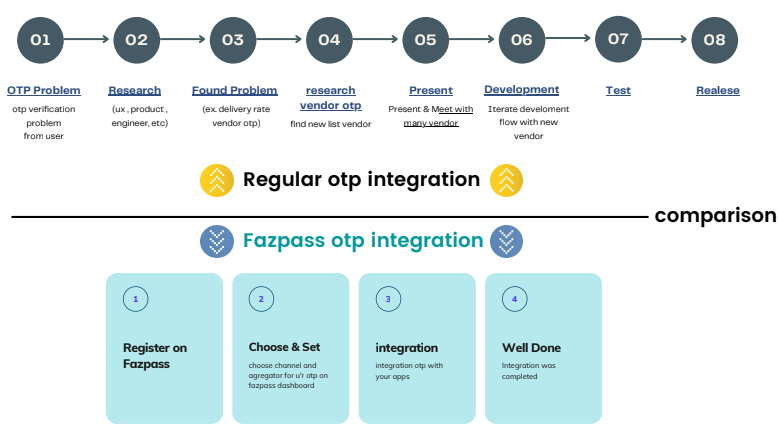 01
02
03
04
05
06
07
08
OTP Problem
otp verification
problem
from user
Research
(ux , product ,
engineer, etc)
Found Problem
(ex. delivery rate
vendor otp)
research
vendor otp
find new list vendor
Present
Present & Meet with
many vendor
Development
Iterate develoment
flow with new
vendor
Test
Realese
Regular otp integration
comparison
Fazpass otp integration
1
Register on
Fazpass
2
Choose & Set
choose channel and
agregator for u'r otp on
fazpass dashboard
3
integration
integration otp with
your apps
4
Well Done
Integration was
completed